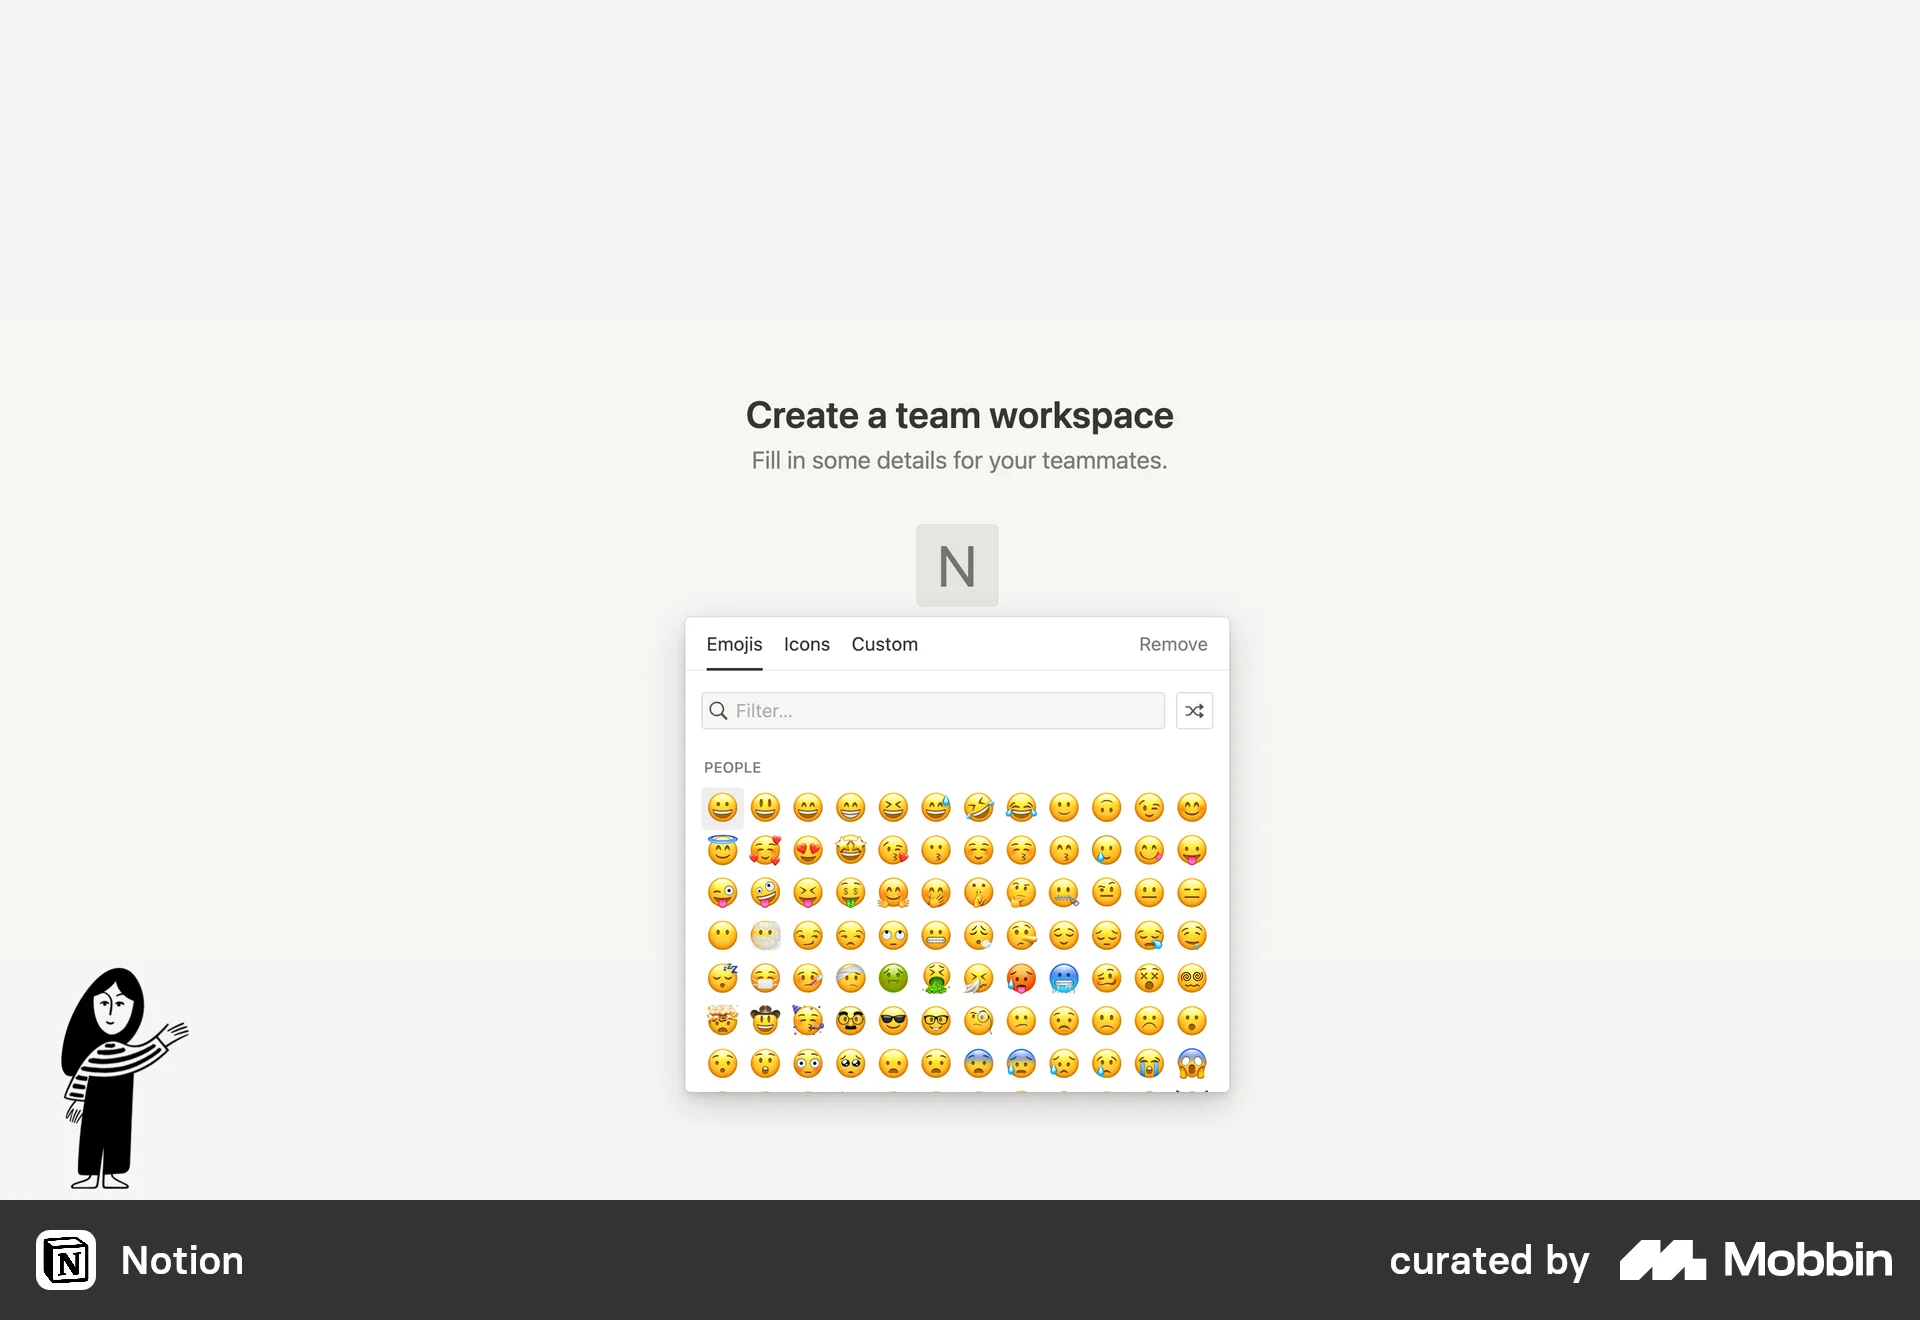 Create a team workspace
Fill in some details for your teammates.
N
Emojis Icons Custom Remove
Filter...
PEOPLE
N Notion curated by Mobbin